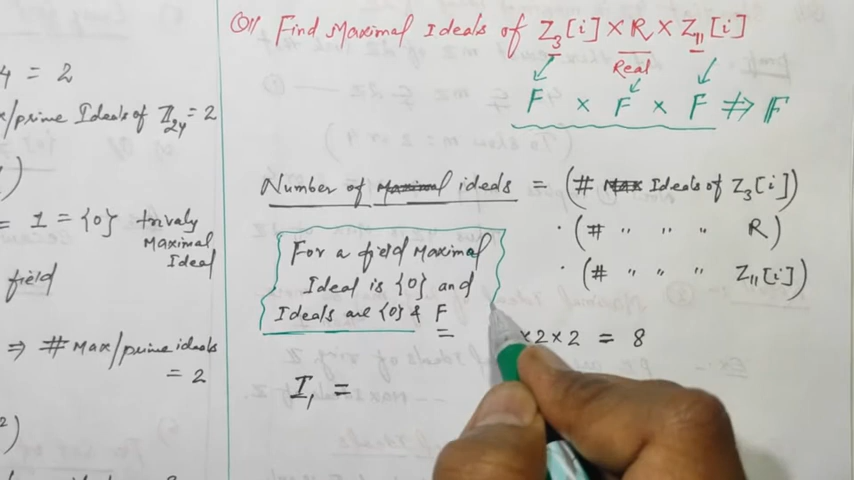 4 = 2
x/prime Ideals of Z₂₄ = 2
)
= 1 = {0} trivaly
Maximal
Ideal
field
⇒ # Max/prime ideals
= 2
²)
Q// Find Maximal Ideals of Z₃[i] × R × Z₁₁[i]
Real
F × F × F ⇏ F
Number of Maximal ideals = (# Max Ideals of Z₃[i])
· (# " " " R)
· (# " " " Z₁₁[i])
For a field Maximal
Ideal is {0} and
Ideals are {0} & F
= ×2×2 = 8
I₁ =